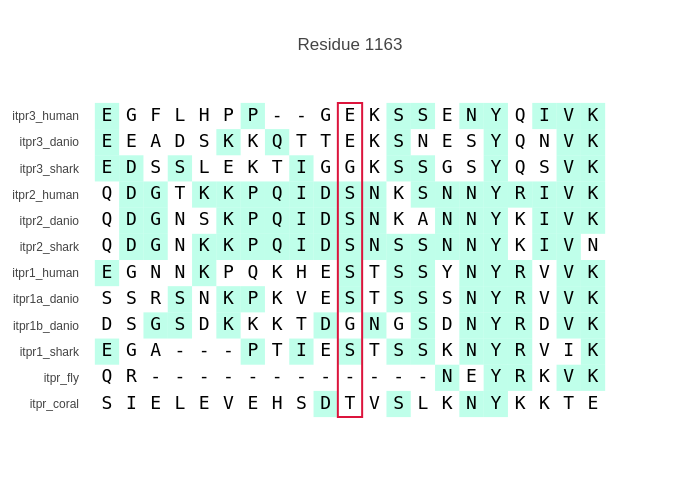 Residue 1163
itpr3_human E G F L H P P - - G E K S S E N Y Q I V K
itpr3_danio E E A D S K K Q T T E K S N E S Y Q N V K
itpr3_shark E D S S L E K T I G G K S S G S Y Q S V K
itpr2_human Q D G T K K P Q I D S N K S N N Y R I V K
itpr2_danio Q D G N S K P Q I D S N K A N N Y K I V K
itpr2_shark Q D G N K K P Q I D S N S S N N Y K I V N
itpr1_human E G N N K P Q K H E S T S S Y N Y R V V K
itpr1a_danio S S R S N K P K V E S T S S S N Y R V V K
itpr1b_danio D S G S D K K K T D G N G S D N Y R D V K
itpr1_shark E G A - - - P T I E S T S S K N Y R V I K
itpr_fly Q R - - - - - - - - - - - - N E Y R K V K
itpr_coral S I E L E V E H S D T V S L K N Y K K T E